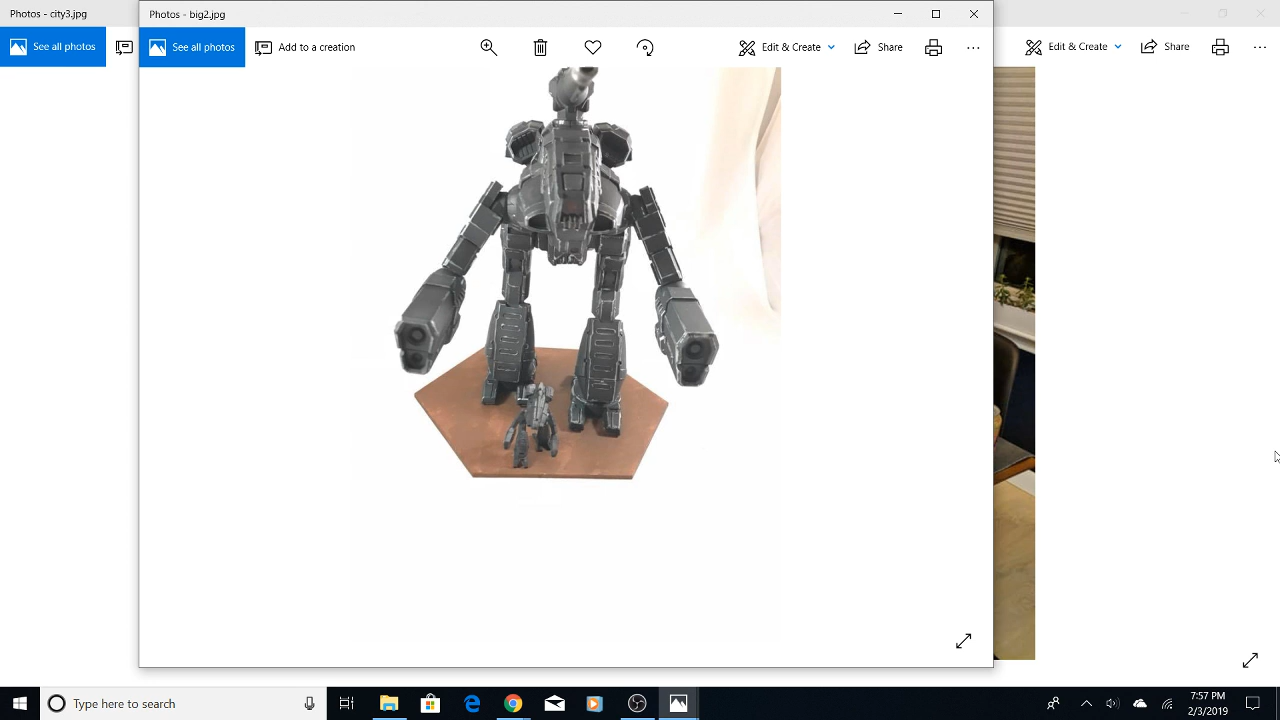 Photos - city3.jpg
Photos - big2.jpg
See all photos
See all photos
Add to a creation
Edit & Create
Share
Edit & Create
Share
Type here to search
7:57 PM
2/3/2019